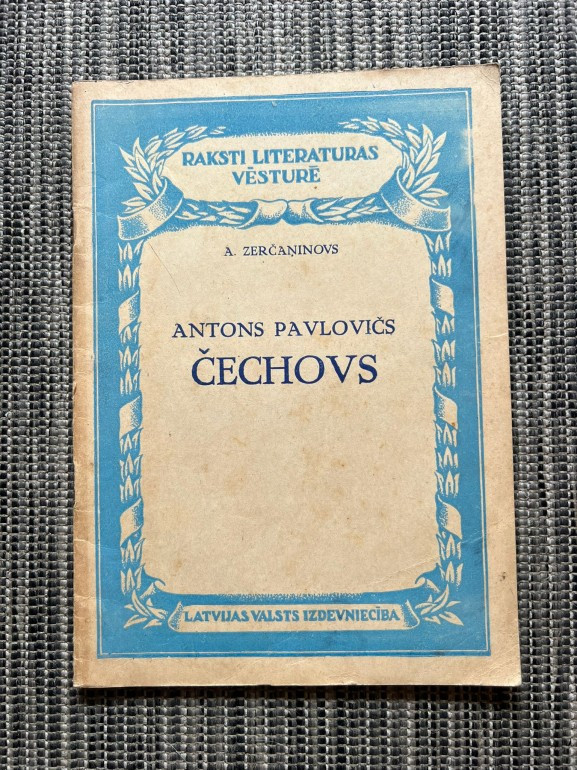 RAKSTI LITERATURAS
VĒSTURĒ
A. ZERČAŅINOVS
ANTONS PAVLOVIČS
ČECHOVS
LATVIJAS VALSTS IZDEVNIECĪBA